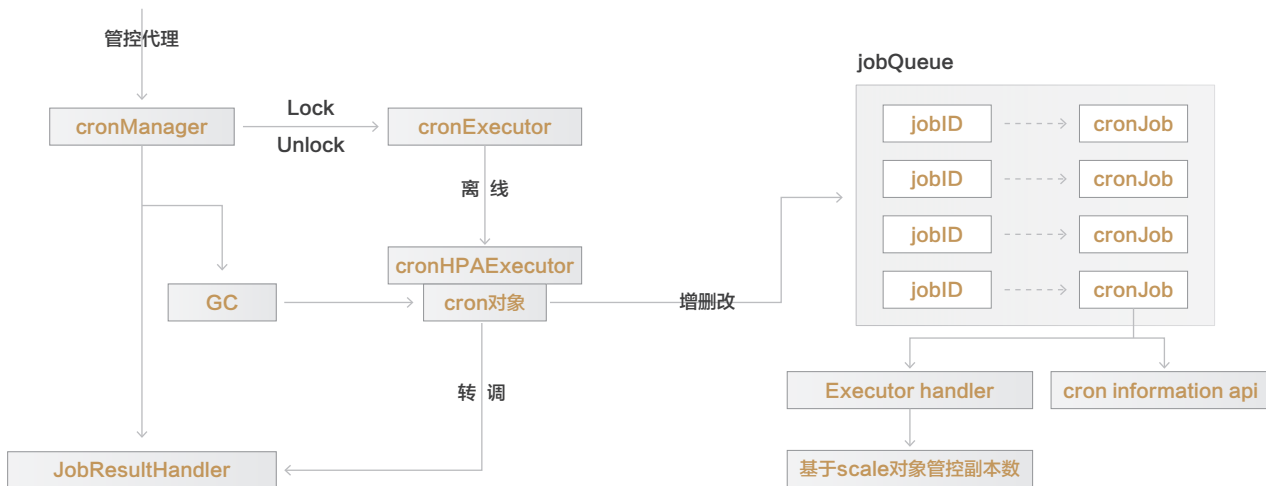 管控代理
jobQueue
cronManager
Lock
Unlock
cronExecutor
jobID
cronJob
jobID
cronJob
jobID
cronJob
jobID
cronJob
离 线
cronHPAExecutor
cron对象
GC
增删改
转 调
Executor handler
cron information api
JobResultHandler
基于scale对象管控副本数